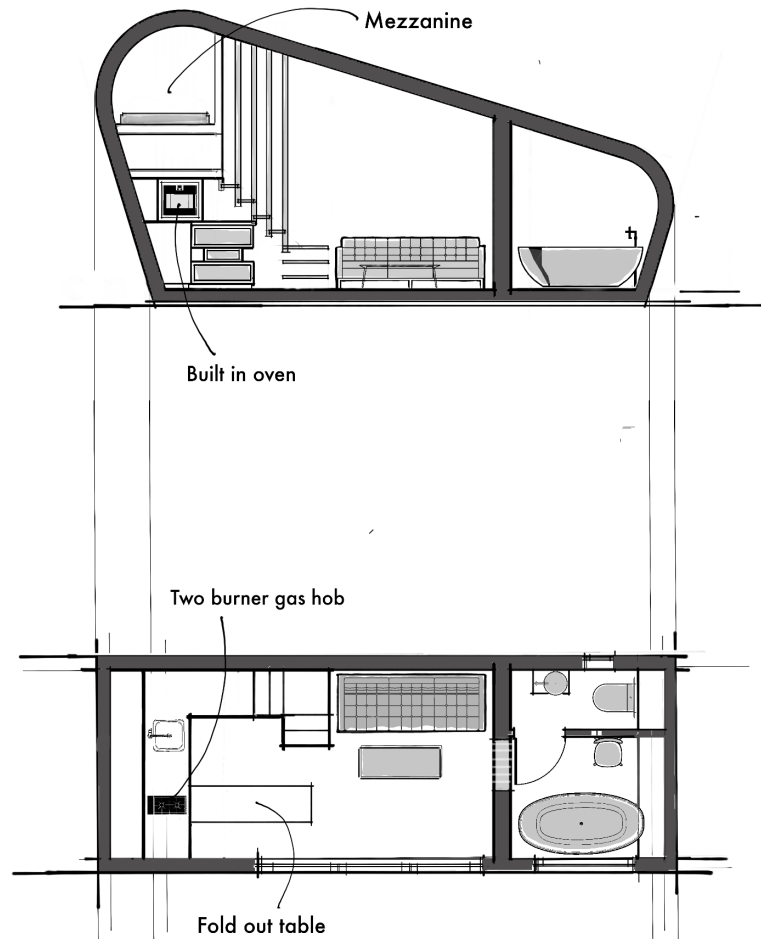 Mezzanine
Built in oven
Two burner gas hob
Fold out table